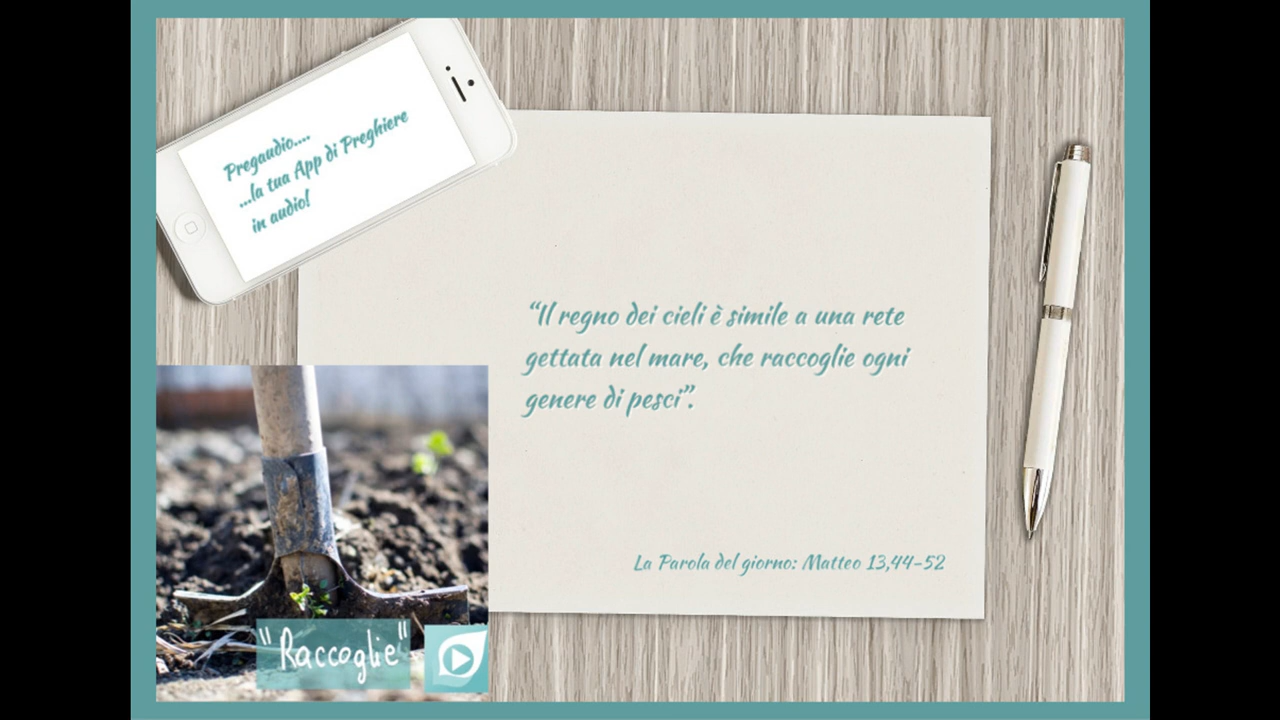 Pregaudio....
...la tua App di Preghiere
in audio!
“Il regno dei cieli è simile a una rete
gettata nel mare, che raccoglie ogni
genere di pesci”.
La Parola del giorno: Matteo 13,44-52
"Raccoglie"